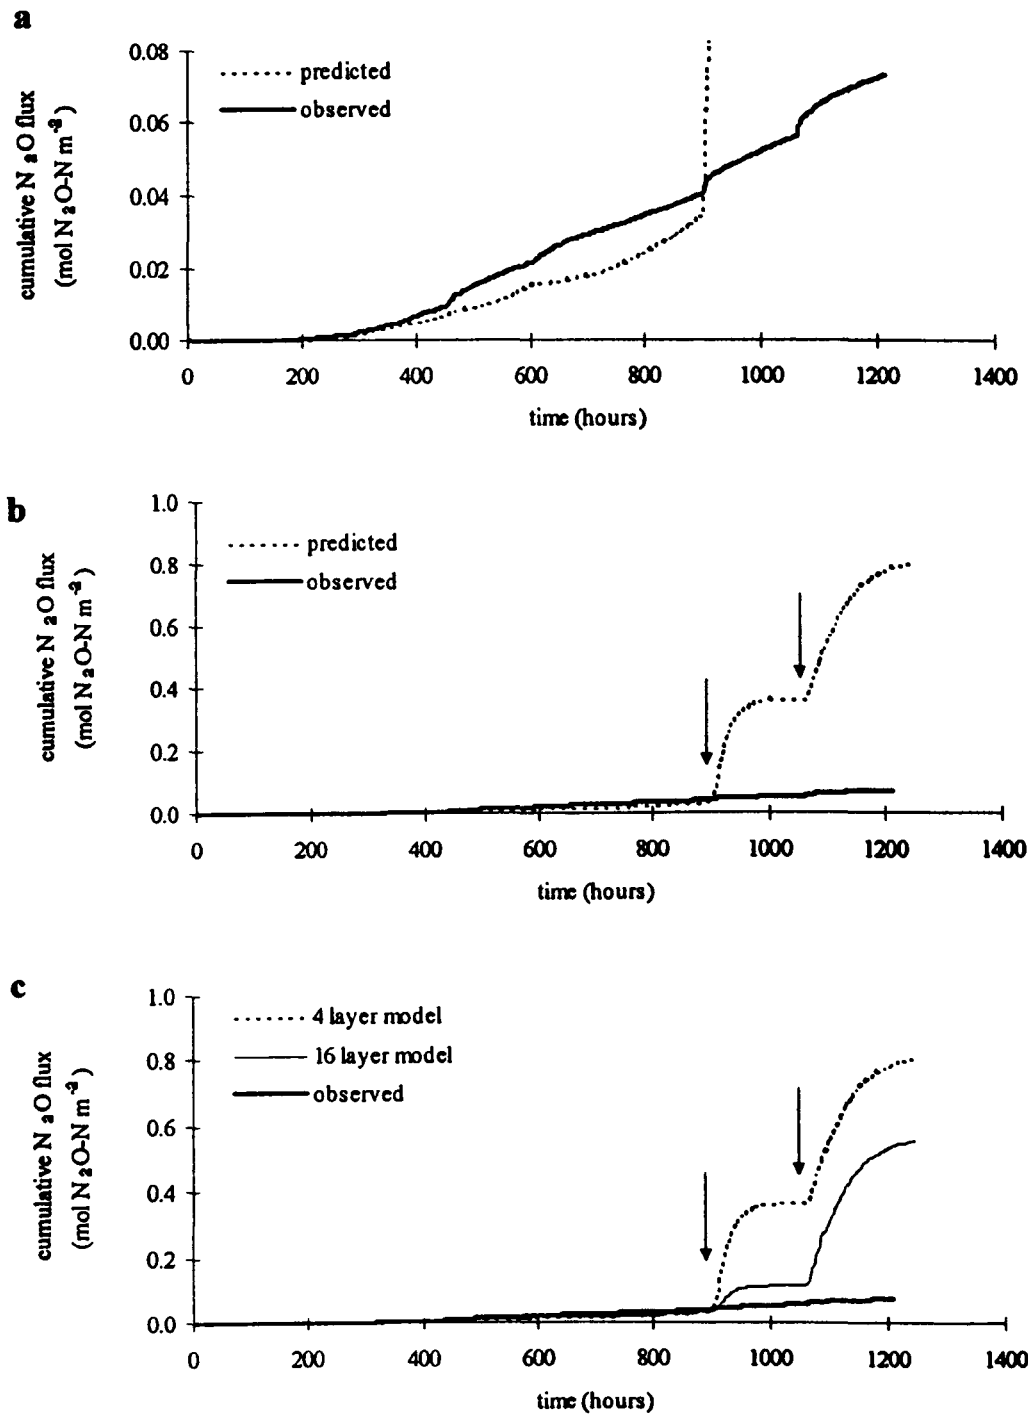 a
0.08
predicted
observed
0.06
0.04
0.02
0.00
cumulative N₂O flux
(mol N₂O-N m⁻²)
0 200 400 600 800 1000 1200 1400
time (hours)
b
1.0
predicted
observed
0.8
0.6
0.4
0.2
0.0
cumulative N₂O flux
(mol N₂O-N m⁻²)
0 200 400 600 800 1000 1200 1400
time (hours)
c
1.0
4 layer model
16 layer model
observed
0.8
0.6
0.4
0.2
0.0
cumulative N₂O flux
(mol N₂O-N m⁻²)
0 200 400 600 800 1000 1200 1400
time (hours)